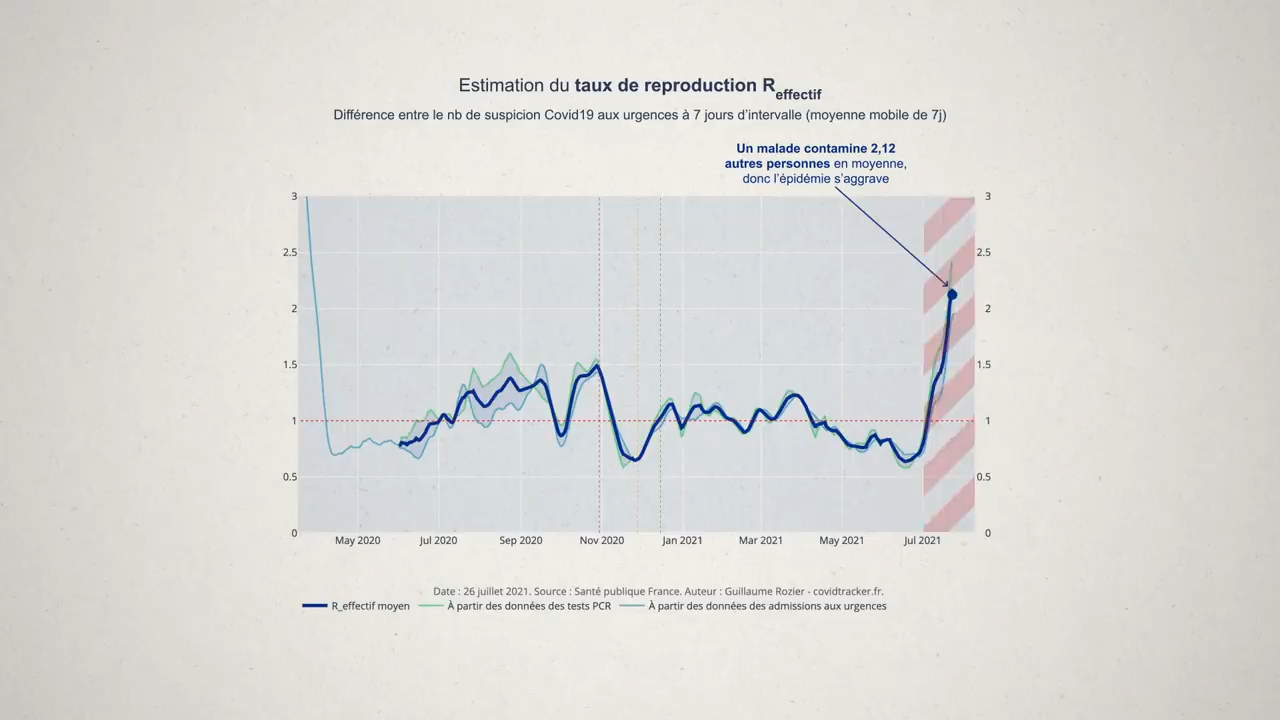 Estimation du taux de reproduction Reffectif
Différence entre le nb de suspicion Covid19 aux urgences à 7 jours d'intervalle (moyenne mobile de 7j)
Un malade contamine 2,12
autres personnes en moyenne,
donc l'épidémie s'aggrave
3 3
2.5 2.5
2 2
1.5 1.5
1 1
0.5 0.5
0 0
May 2020 Jul 2020 Sep 2020 Nov 2020 Jan 2021 Mar 2021 May 2021 Jul 2021
Date : 26 juillet 2021. Source : Santé publique France. Auteur : Guillaume Rozier - covidtracker.fr.
R_effectif moyen À partir des données des tests PCR À partir des données des admissions aux urgences